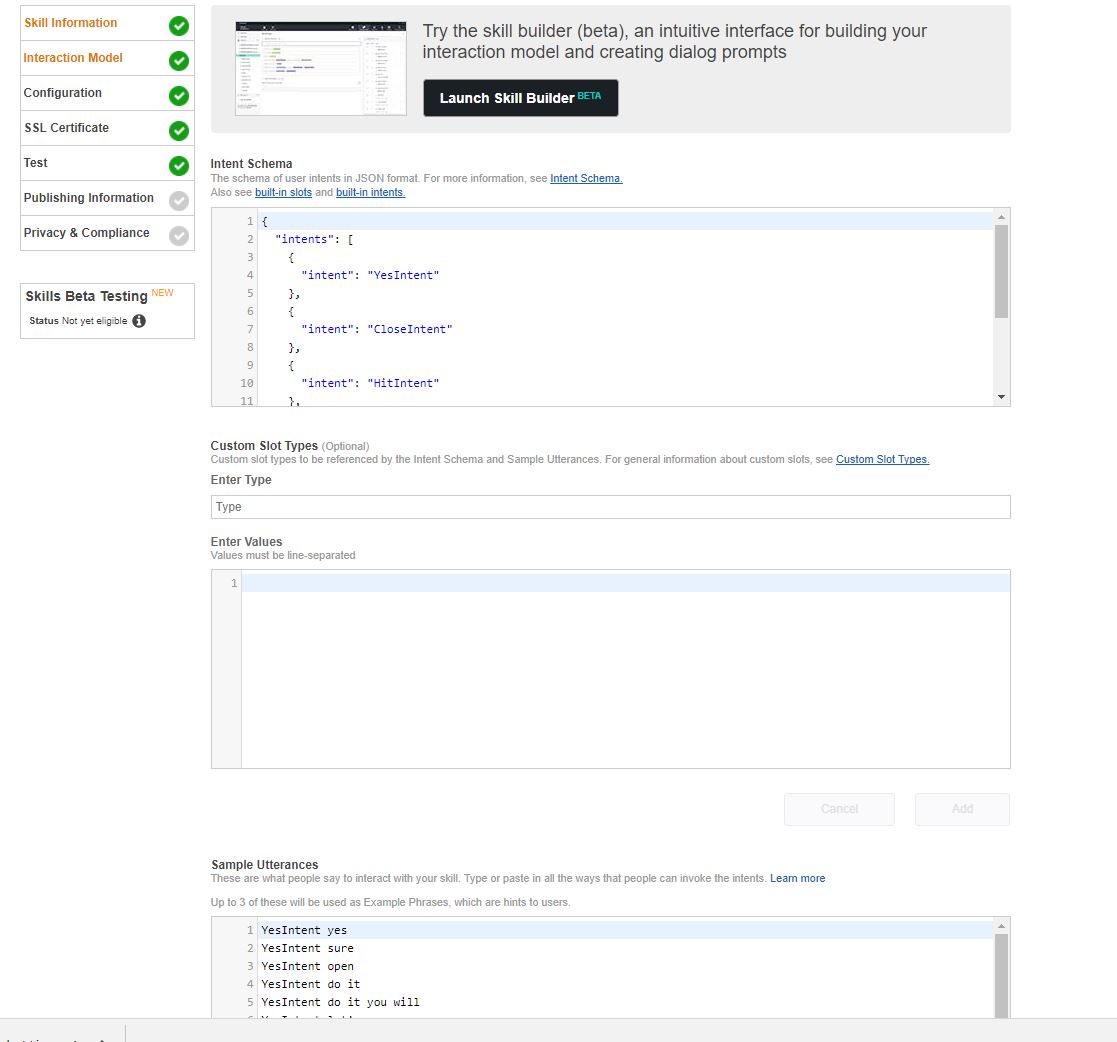 Skill Information
Interaction Model
Configuration
SSL Certificate
Test
Publishing Information
Privacy & Compliance
Skills Beta Testing NEW
Status Not yet eligible
Try the skill builder (beta), an intuitive interface for building your
interaction model and creating dialog prompts
Launch Skill Builder BETA
Intent Schema
The schema of user intents in JSON format. For more information, see Intent Schema.
Also see built-in slots and built-in intents.
1 {
2 "intents": [
3 {
4 "intent": "YesIntent"
5 },
6 {
7 "intent": "CloseIntent"
8 },
9 {
10 "intent": "HitIntent"
11 },
Custom Slot Types (Optional)
Custom slot types to be referenced by the Intent Schema and Sample Utterances. For general information about custom slots, see Custom Slot Types.
Enter Type
Type
Enter Values
Values must be line-separated
1
Cancel Add
Sample Utterances
These are what people say to interact with your skill. Type or paste in all the ways that people can invoke the intents. Learn more
Up to 3 of these will be used as Example Phrases, which are hints to users.
1 YesIntent yes
2 YesIntent sure
3 YesIntent open
4 YesIntent do it
5 YesIntent do it you will